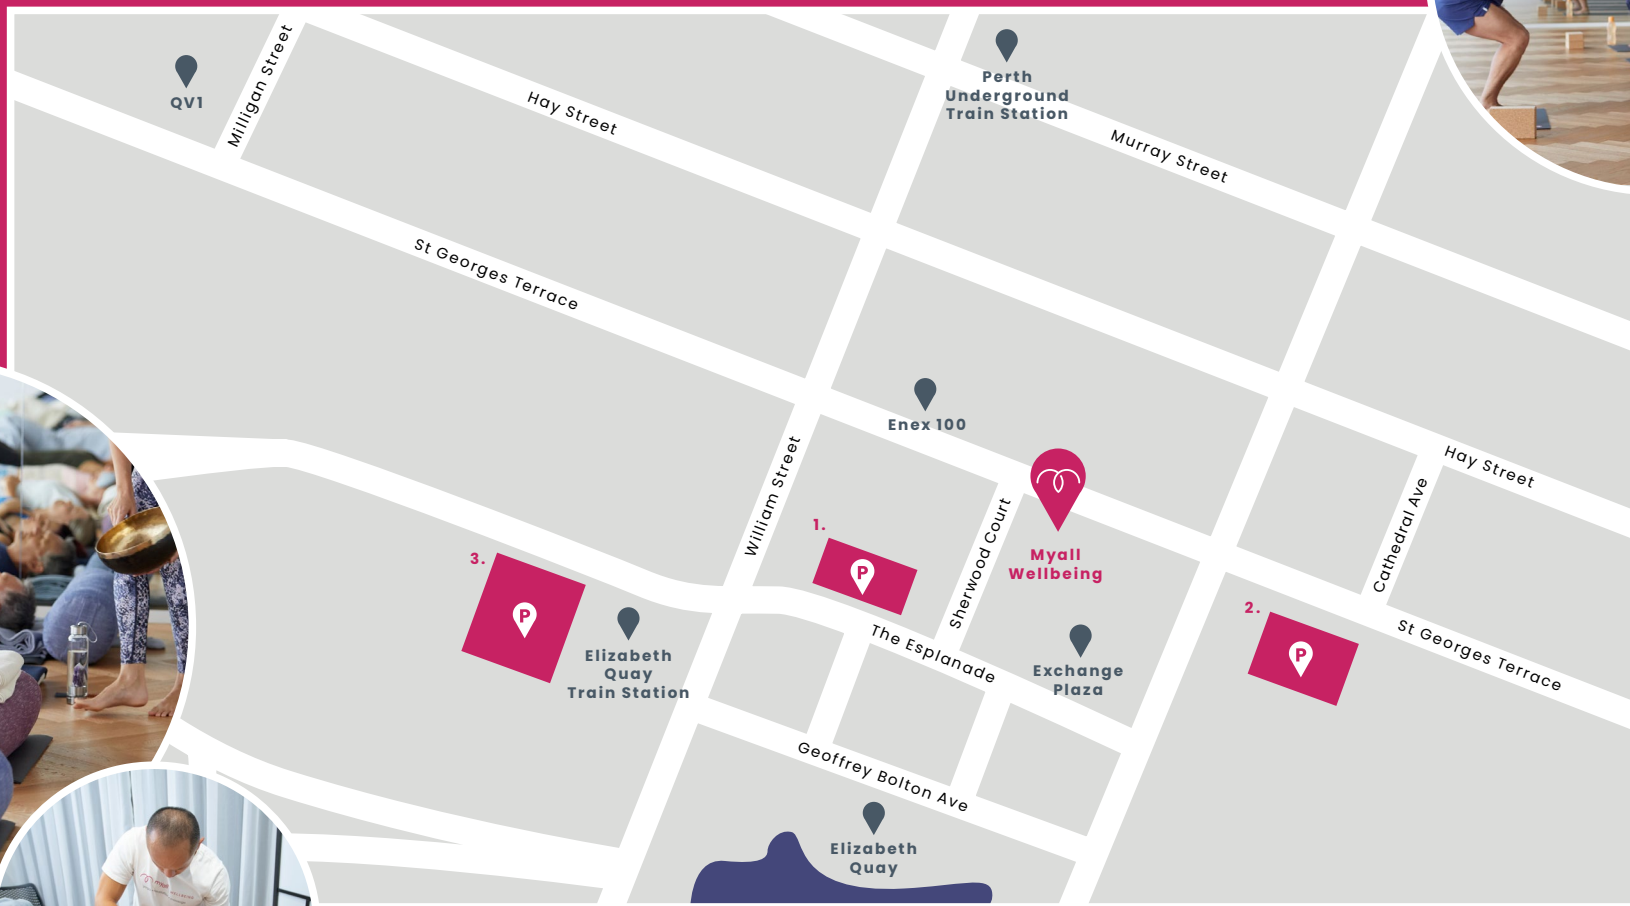 Milligan Street
QV1
Hay Street
Perth
Underground
Train Station
Murray Street
St Georges Terrace
Enex 100
William Street
Hay Street
Cathedral Ave
Sherwood Court
1.
P
Myall
Wellbeing
3.
P
2.
P
St Georges Terrace
The Esplanade
Elizabeth
Quay
Train Station
Exchange
Plaza
Geoffrey Bolton Ave
Elizabeth
Quay